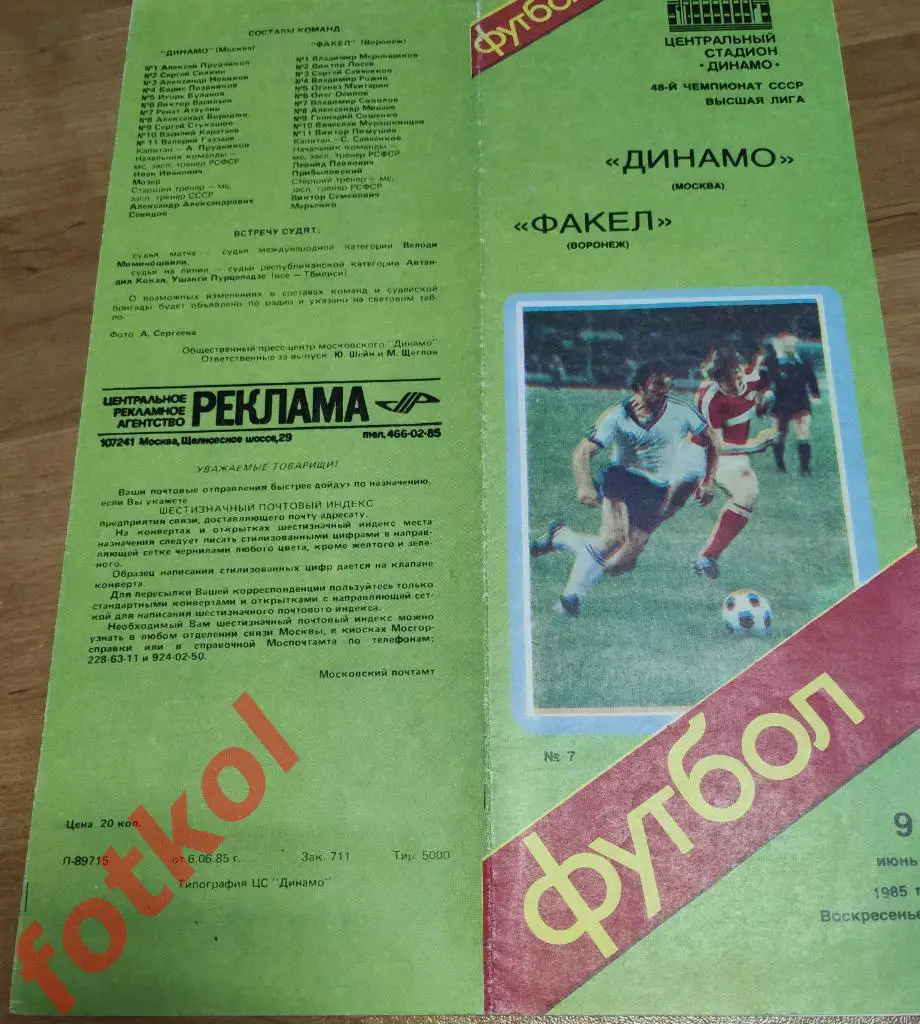 СОСТАВЫ КОМАНД
"ДИНАМО" (Москва)
№1 Алексей Прудников
№2 Сергей Силкин
№3 Александр Новиков
№4 Борис Поздняков
№5 Игорь Буланов
№6 Виктор Васильев
№7 Ренат Атаулин
№8 Александр Бородюк
№9 Сергей Стукашов
№10 Василий Каратаев
№11 Валерий Газзаев
Капитан – А. Прудников
Начальник команды –
мс, засл. тренер РСФСР
Иван Иванович
Мозер
Старший тренер – мс,
засл. тренер СССР
Александр Александрович
Севидов
"ФАКЕЛ" (Воронеж)
№1 Владимир
№2 Виктор Лосев
№3 Сергей Савченков
№4 Владимир Рожин
№5 Оганез Мхитарян
№6 Олег Осипов
№7 Владимир Соколов
№8 Александр Минаев
№9 Геннадий Сошенко
№10 Вячеслав Мурашкинцев
№11 Виктор Пимушин
Капитан –С. Савченков
Начальник команды –
мс, засл. тренер РСФСР
Леонид Павлович
Прибыловский
Старший тренер – мс,
засл. тренер РСФСР
Виктор Семенович
Марьенко
ВСТРЕЧУ СУДЯТ:
судья матча – судья международной категории Велоди
Миминошвили,
судьи на линии – судьи республиканской категории Автан-
дил Кокая, Ушанги Пурцеладзе (все – Тбилиси)
О возможных изменениях в составах команд и судейской
бригады будет объявлено по радио и указано на световом таб-
ло.
Фото А. Сергеева
Общественный пресс-центр московского "Динамо"
Ответственные за выпуск Ю. Шейн и М. Щеглов
ЦЕНТРАЛЬНОЕ
РЕКЛАМНОЕ
АГЕНТСТВО
РЕКЛАМА
107241 Москва, Щелковское шоссе, 29 тел. 466-02-85
УВАЖАЕМЫЕ ТОВАРИЩИ!
Ваши почтовые отправления быстрее дойдут по назначению,
если Вы укажете
ШЕСТИЗНАЧНЫЙ ПОЧТОВЫЙ ИНДЕКС
предприятия связи, доставляющего почту адресату.
На конвертах и открытках шестизначный индекс места
назначения следует писать стилизованными цифрами в направ-
ляющей сетке чернилами любого цвета, кроме желтого и зеле-
ного.
Образец написания стилизованных цифр дается на клапане
конверта.
Для пересылки Вашей корреспонденции пользуйтесь только
стандартными конвертами и открытками с направляющей сет-
кой для написания шестизначного почтового индекса.
Необходимый Вам шестизначный почтовый индекс можно
узнать в любом отделении связи Москвы, в киосках Мосгор-
справки или в справочной Моспочтамта по телефонам:
228-63-11 и 924-02-50.
Московский почтамт
Цена 20 коп.
Л-89715 от 6.06.85 г. Зак. 711 Тир. 5000
Типография ЦС "Динамо"
fotkol
футбол
ЦЕНТРАЛЬНЫЙ
СТАДИОН
•ДИНАМО•
48-Й ЧЕМПИОНАТ СССР
ВЫСШАЯ ЛИГА
«ДИНАМО»
(МОСКВА)
«ФАКЕЛ»
(ВОРОНЕЖ)
№ 7
футбол
9
июнь
1985 г
Воскресенье